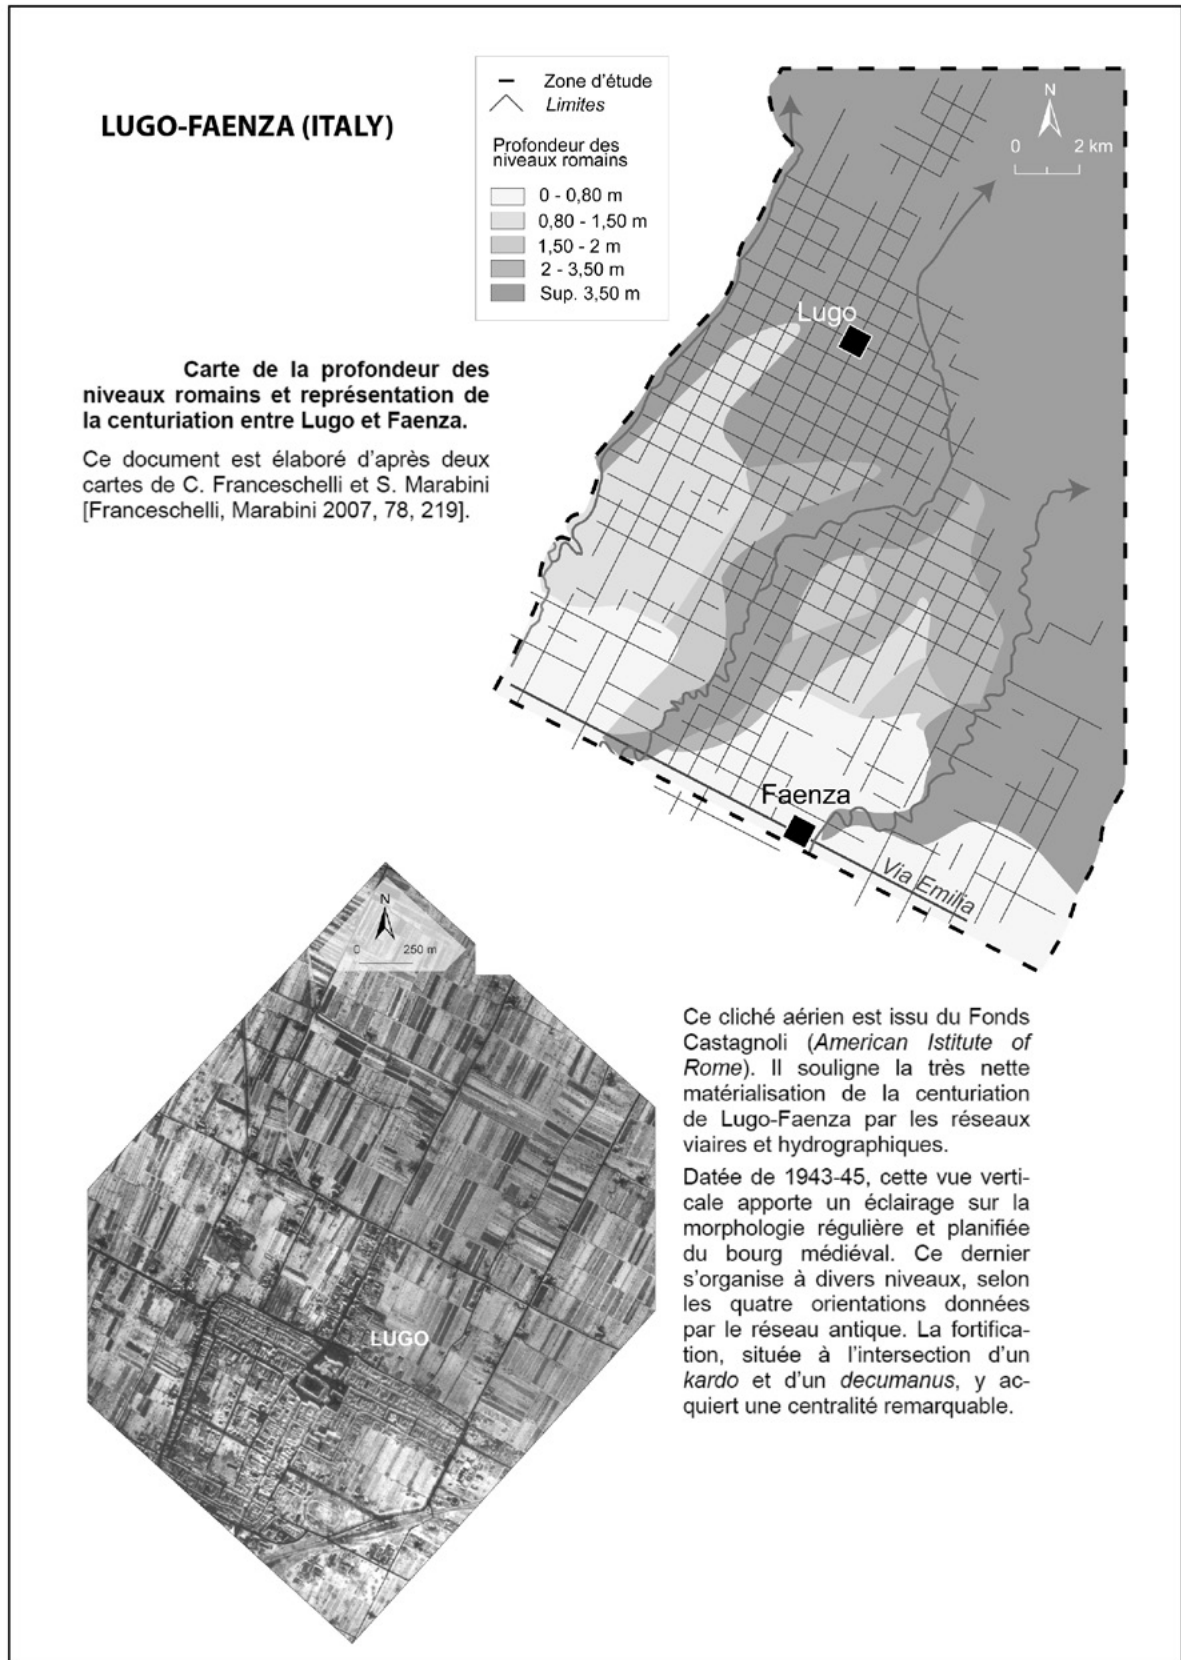 LUGO-FAENZA (ITALY)
Zone d'étude
Limites
Profondeur des
niveaux romains
0 - 0,80 m
0,80 - 1,50 m
1,50 - 2 m
2 - 3,50 m
Sup. 3,50 m
N
0 2 km
Lugo
Faenza
Via Emilia
Carte de la profondeur des
niveaux romains et représentation de
la centuriation entre Lugo et Faenza.
Ce document est élaboré d'après deux
cartes de C. Franceschelli et S. Marabini
[Franceschelli, Marabini 2007, 78, 219].
N
0 250 m
LUGO
Ce cliché aérien est issu du Fonds
Castagnoli (American Istitute of
Rome). Il souligne la très nette
matérialisation de la centuriation
de Lugo-Faenza par les réseaux
viaires et hydrographiques.
Datée de 1943-45, cette vue verti-
cale apporte un éclairage sur la
morphologie régulière et planifiée
du bourg médiéval. Ce dernier
s'organise à divers niveaux, selon
les quatre orientations données
par le réseau antique. La fortifica-
tion, située à l'intersection d'un
kardo et d'un decumanus, y ac-
quiert une centralité remarquable.